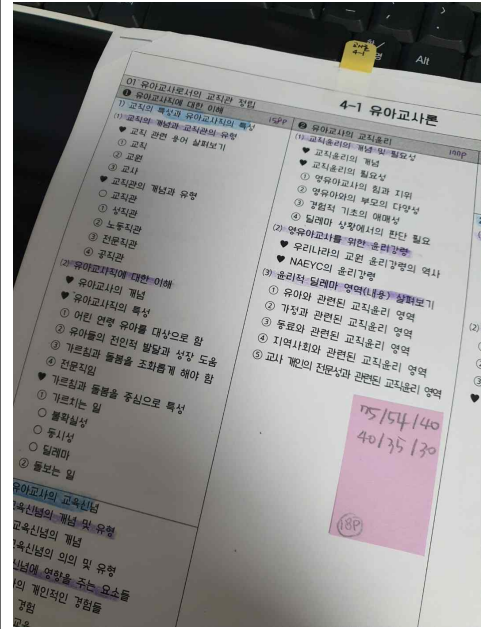 Alt
4-1 유아교사론
01 유아교사로서의 교직관 정립
❶ 유아교사직에 대한 이해
1) 교직의 특성과 유아교사직의 특성
(1) 교직의 개념과 교직관의 유형
♥ 교직 관련 용어 살펴보기
① 교직
② 교원
③ 교사
♥ 교직관의 개념과 유형
○ 교직관
① 성직관
② 노동직관
③ 전문직관
④ 공직관
(2) 유아교사직에 대한 이해
♥ 유아교사의 개념
♥ 유아교사직의 특성
① 어린 연령 유아를 대상으로 함
② 유아들의 전인적 발달과 성장 도움
③ 가르침과 돌봄을 조화롭게 해야 함
④ 전문직임
♥ 가르침과 돌봄을 중심으로 특성
① 가르치는 일
○ 불확실성
○ 동시성
○ 딜레마
② 돌보는 일
유아교사의 교육신념
교육신념의 개념 및 유형
교육신념의 개념
교육신념의 의의 및 유형
신념에 영향을 주는 요소들
의 개인적인 경험들
경험
교육
❷ 유아교사의 교직윤리
(1) 교직윤리의 개념 및 필요성
♥ 교직윤리의 개념
♥ 교직윤리의 필요성
① 영유아교사의 힘과 지위
② 영유아와의 부모의 다양성
③ 경험적 기초의 애매성
④ 딜레마 상황에서의 판단 필요
(2) 영유아교사를 위한 윤리강령
♥ 우리나라의 교원 윤리강령의 역사
♥ NAEYC의 윤리강령
(3) 윤리적 딜레마 영역(내용) 살펴보기
① 유아와 관련된 교직윤리 영역
② 가정과 관련된 교직윤리 영역
③ 동료와 관련된 교직윤리 영역
④ 지역사회와 관련된 교직윤리 영역
⑤ 교사 개인의 전문성과 관련된 교직윤리 영역
75/54/40
40/35/30
18P
(2)
①
②
③
♥